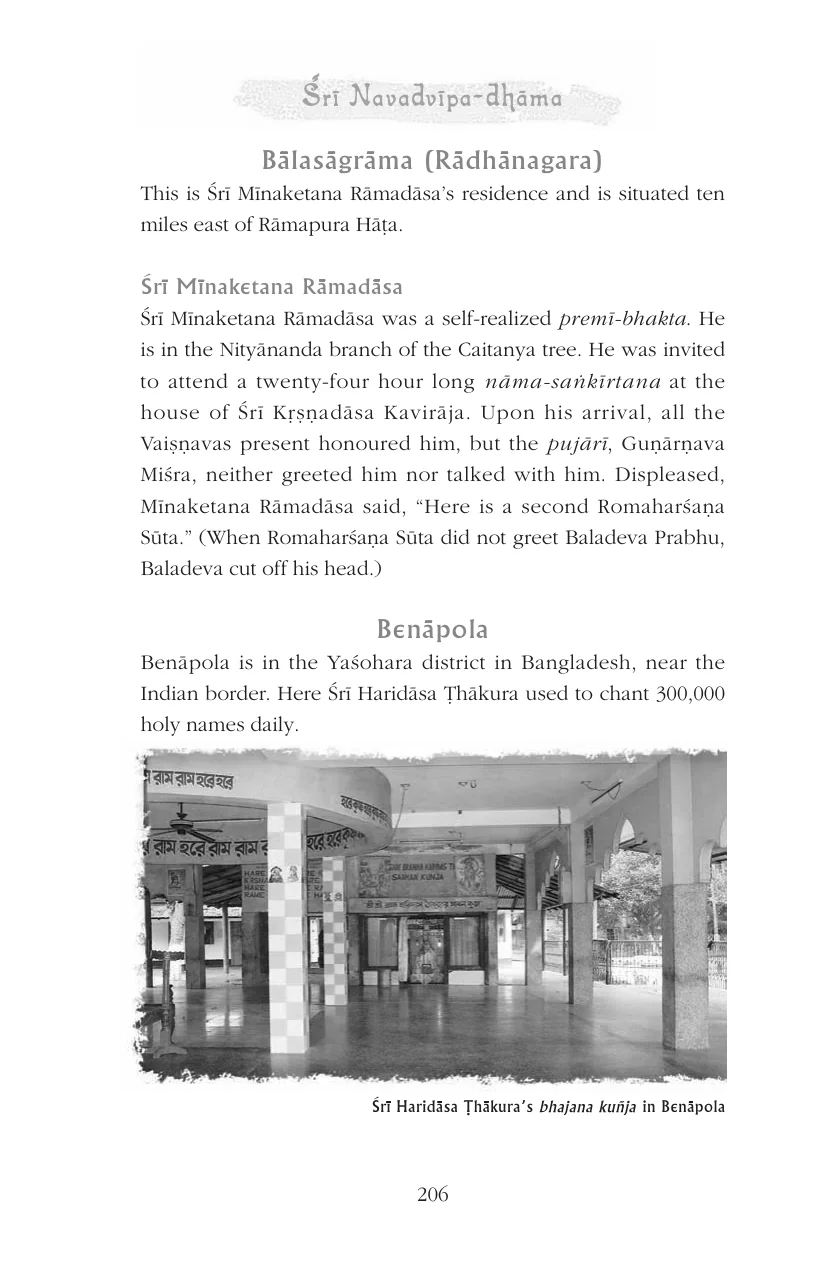 Śrī Navadvīpa-dhāma
Bālasāgrāma (Rādhānagara)
This is Śrī Mīnaketana Rāmadāsa’s residence and is situated ten
miles east of Rāmapura Hāṭa.
Śrī Mīnaketana Rāmadāsa
Śrī Mīnaketana Rāmadāsa was a self-realized premī-bhakta. He
is in the Nityānanda branch of the Caitanya tree. He was invited
to attend a twenty-four hour long nāma-saṅkīrtana at the
house of Śrī Kṛṣṇadāsa Kavirāja. Upon his arrival, all the
Vaiṣṇavas present honoured him, but the pujārī, Guṇārṇava
Miśra, neither greeted him nor talked with him. Displeased,
Mīnaketana Rāmadāsa said, “Here is a second Romaharśaṇa
Sūta.” (When Romaharśaṇa Sūta did not greet Baladeva Prabhu,
Baladeva cut off his head.)
Benāpola
Benāpola is in the Yaśohara district in Bangladesh, near the
Indian border. Here Śrī Haridāsa Ṭhākura used to chant 300,000
holy names daily.
রাম রাম হরে হরে
হরে কৃষ্ণ হরে
রাম হরে রাম রাম হরে হরে কৃষ্ণ
HARE
HARE
SADHAN KUNJA
Śrī Haridāsa Ṭhākura’s bhajana kuñja in Benāpola
206